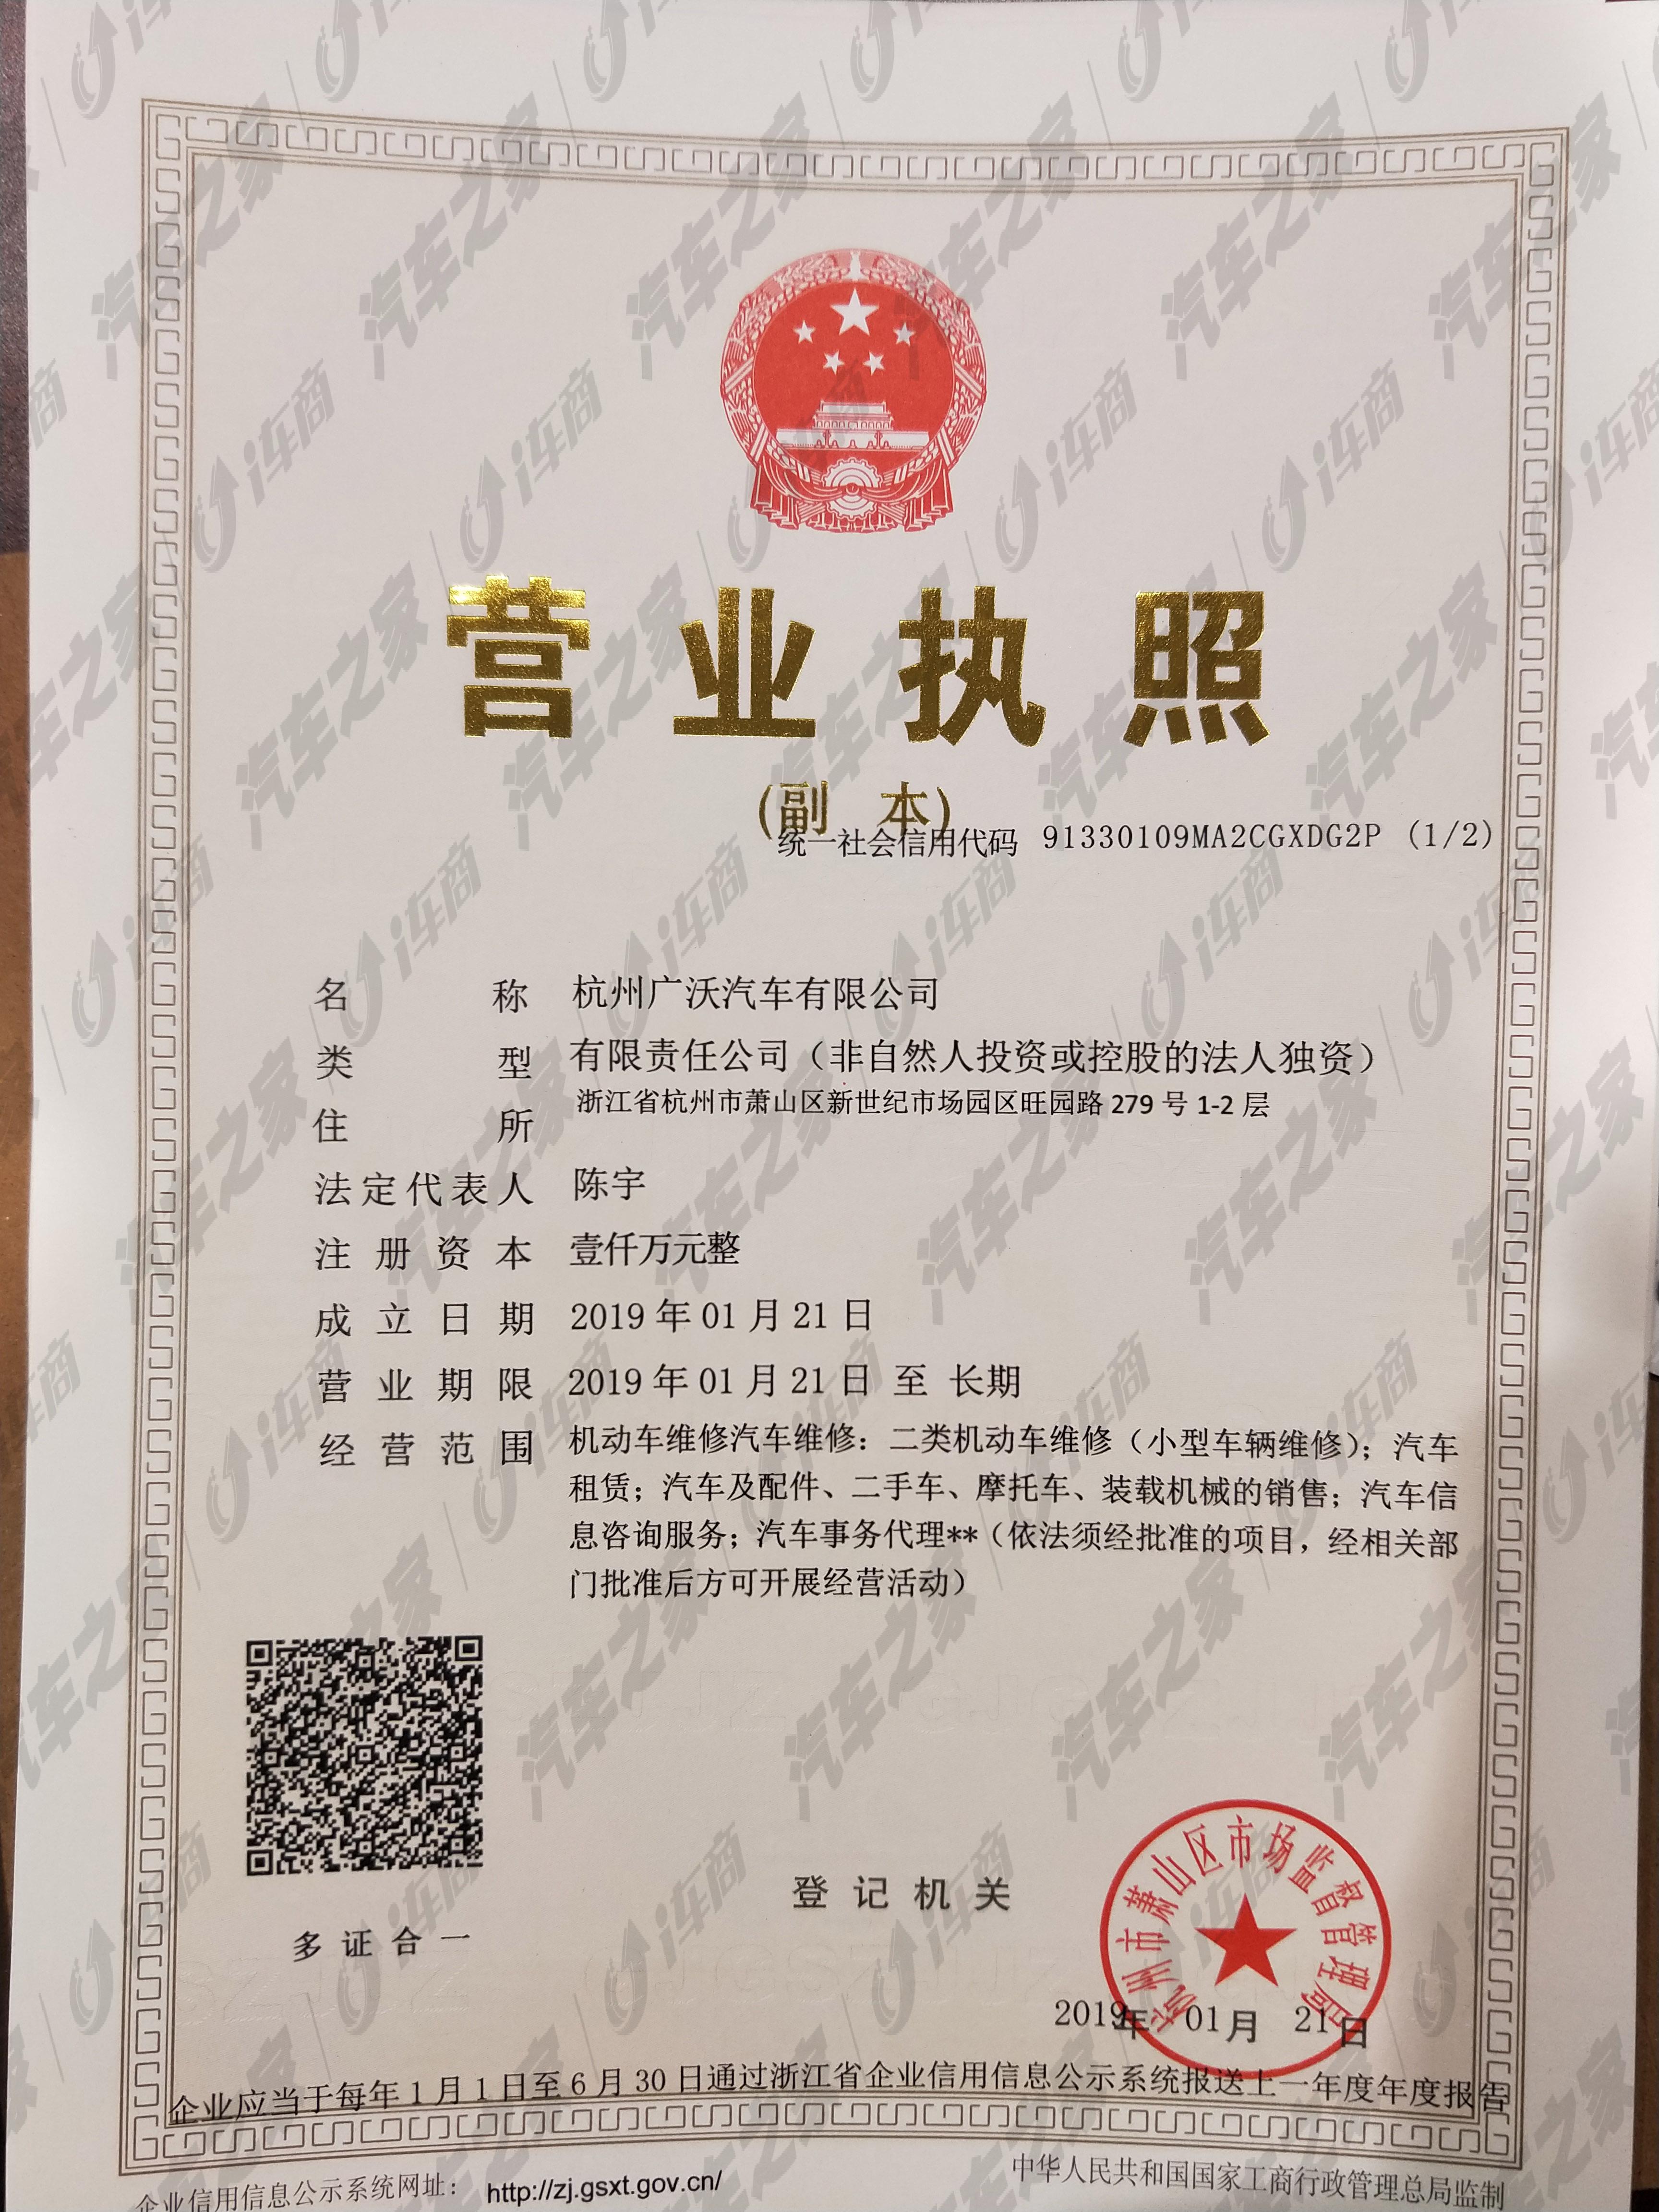 营业执照
(副 本)
统一社会信用代码 91330109MA2CGXDG2P (1/2)
名 称 杭州广沃汽车有限公司
类 型 有限责任公司（非自然人投资或控股的法人独资）
住 所 浙江省杭州市萧山区新世纪市场园区旺园路279号1-2层
法定代表人 陈宇
注册资本 壹仟万元整
成立日期 2019年01月21日
营业期限 2019年01月21日 至 长期
经营范围 机动车维修汽车维修：二类机动车维修（小型车辆维修）；汽车
租赁；汽车及配件、二手车、摩托车、装载机械的销售；汽车信
息咨询服务；汽车事务代理**（依法须经批准的项目，经相关部
门批准后方可开展经营活动）
多证合一
登记机关
杭州市萧山区市场监督管理局
2019年 01月 21日
企业应当于每年1月1日至6月30日通过浙江省企业信用信息公示系统报送上一年度年度报告
企业信用信息公示系统网址： http://zj.gsxt.gov.cn/
中华人民共和国国家工商行政管理总局监制
汽车之家
i车商